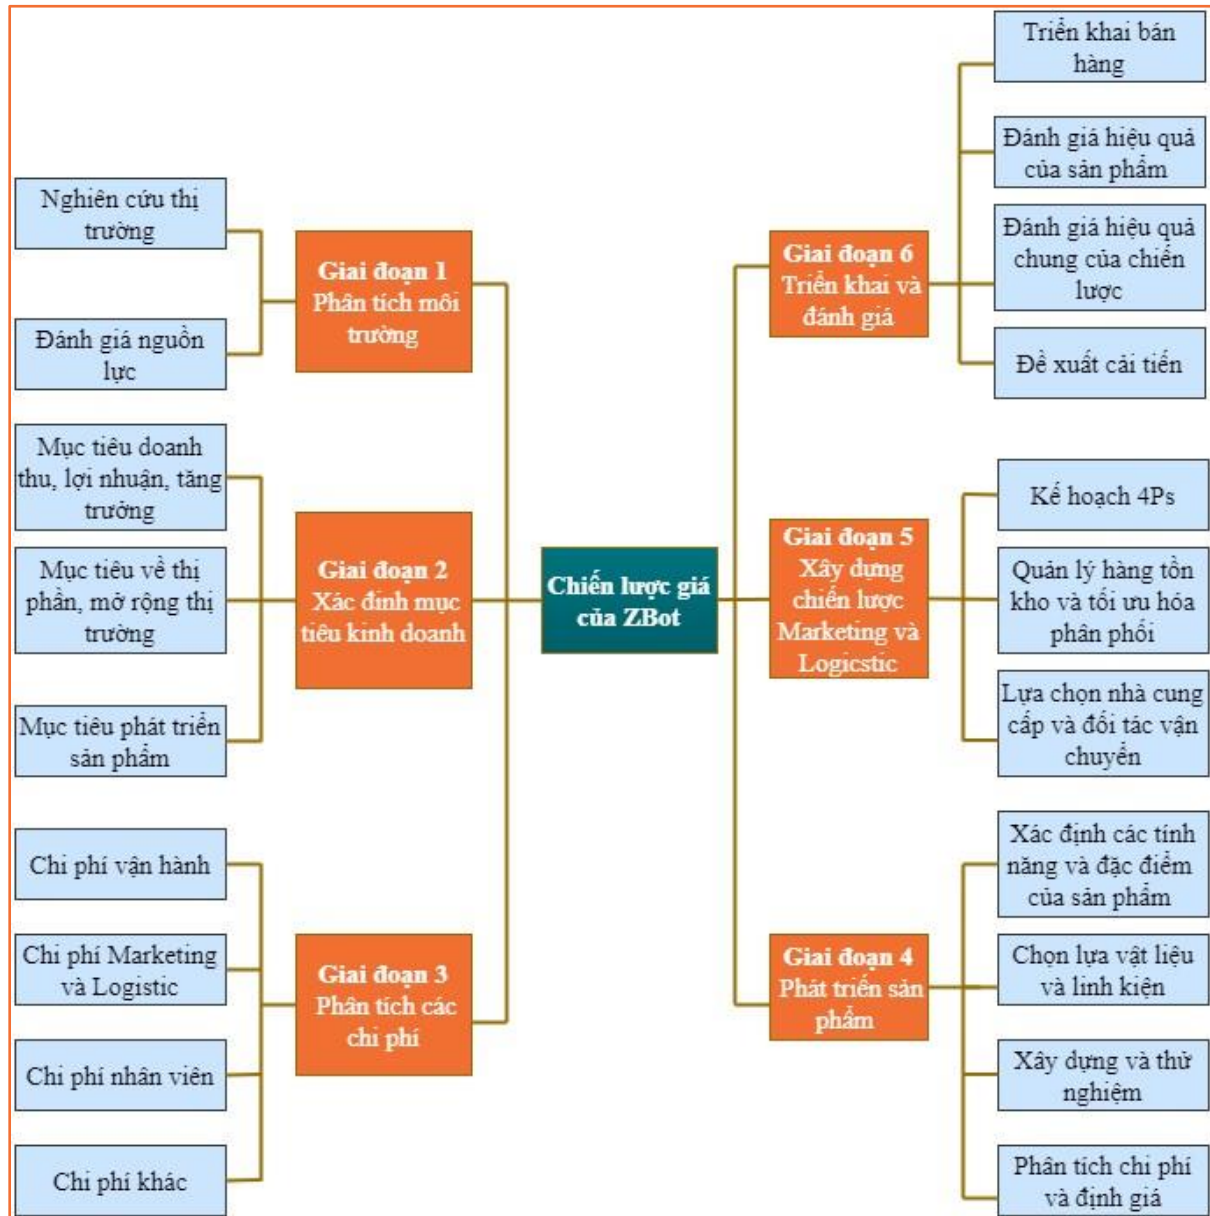 Chiến lược giá
của ZBot
Giai đoạn 1
Phân tích môi
trường
Nghiên cứu thị
trường
Đánh giá nguồn
lực
Giai đoạn 2
Xác đinh mục
tiêu kinh doanh
Mục tiêu doanh
thu, lợi nhuận, tăng
trưởng
Mục tiêu về thị
phần, mở rộng thị
trường
Mục tiêu phát triển
sản phẩm
Giai đoạn 3
Phân tích các
chi phí
Chi phí vận hành
Chi phí Marketing
và Logistic
Chi phí nhân viên
Chi phí khác
Giai đoạn 4
Phát triển sản
phẩm
Xác định các tính
năng và đặc điểm
của sản phẩm
Chọn lựa vật liệu
và linh kiện
Xây dựng và thử
nghiệm
Phân tích chi phí
và định giá
Giai đoạn 5
Xây dựng
chiến lược
Marketing và
Logicstic
Kế hoạch 4Ps
Quản lý hàng tồn
kho và tối ưu hóa
phân phối
Lựa chọn nhà cung
cấp và đối tác vận
chuyển
Giai đoạn 6
Triển khai và
đánh giá
Triển khai bán
hàng
Đánh giá hiệu quả
của sản phẩm
Đánh giá hiệu quả
chung của chiến
lược
Đề xuất cải tiến